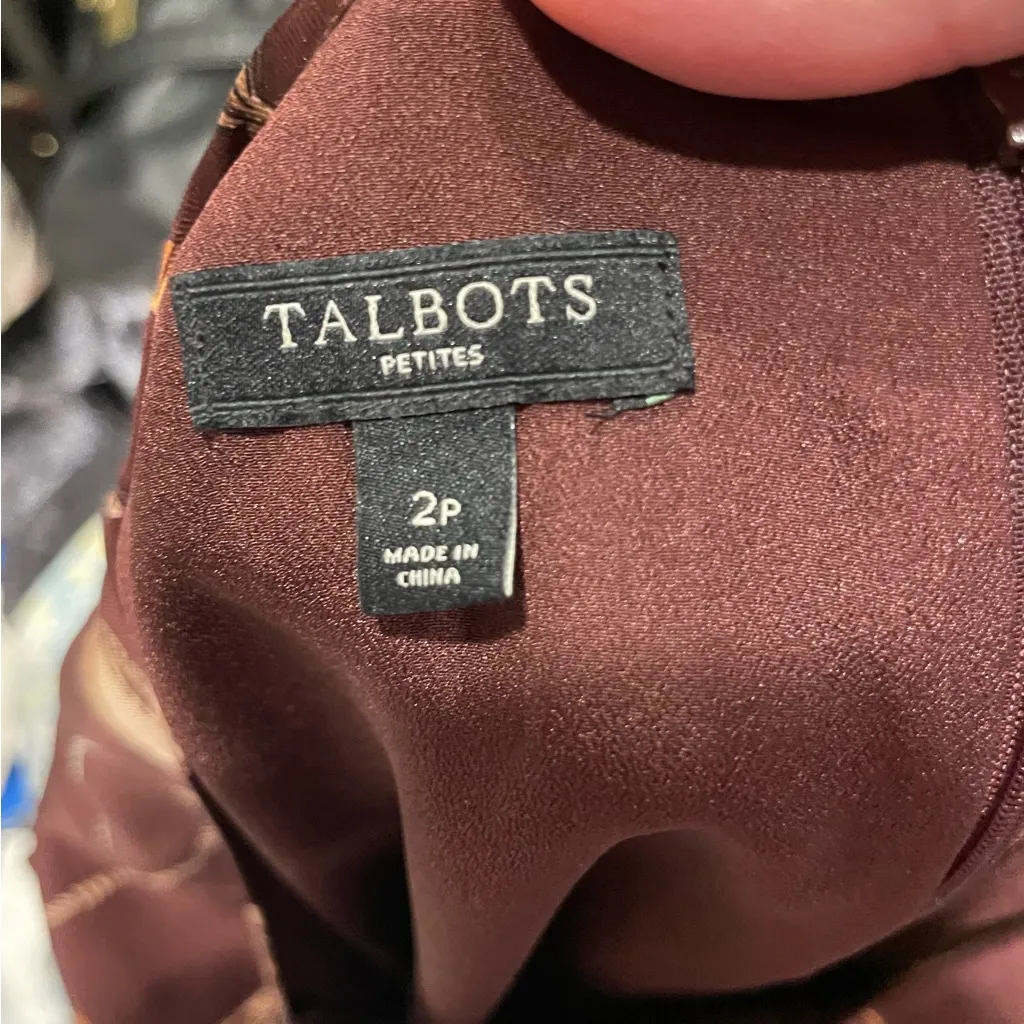 TALBOTS
PETITES
2P
MADE IN
CHINA